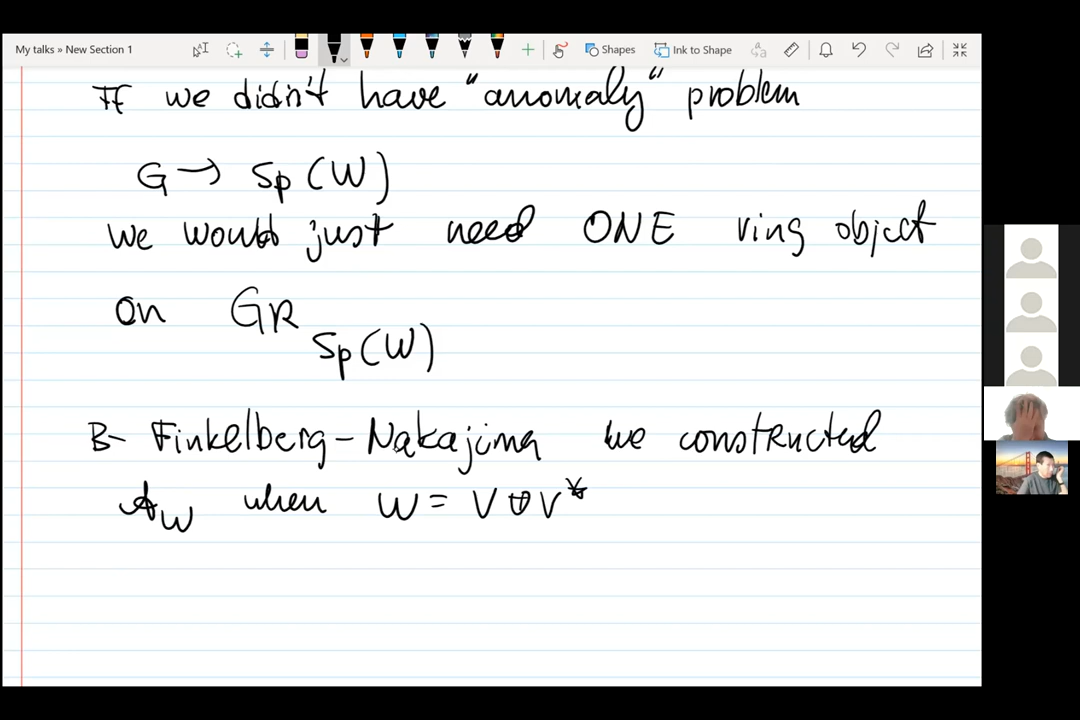 My talks » New Section 1
Shapes
Ink to Shape
If we didn't have "anomaly" problem
G → Sp (W)
we would just need ONE ring object
on Gr Sp(W)
B- Finkelberg - Nakajima we constructed
A_W when W = V ⊕ V*